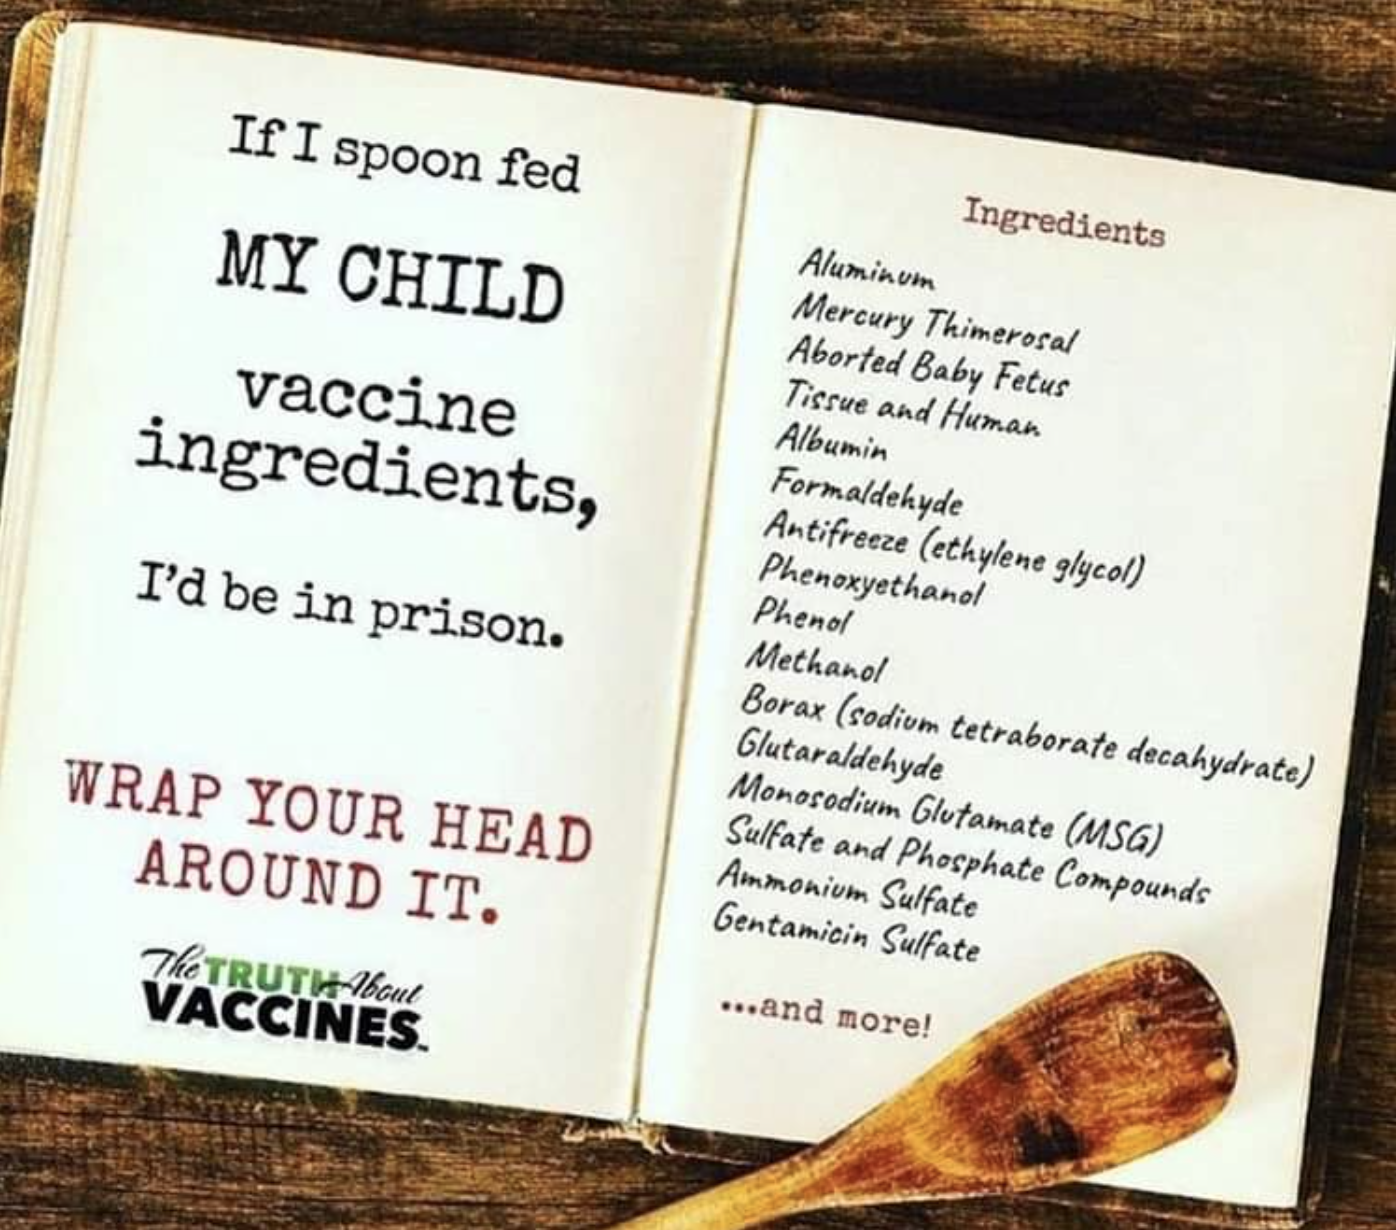 If I spoon fed
MY CHILD
vaccine
ingredients,
I'd be in prison.
WRAP YOUR HEAD
AROUND IT.
The TRUTH About
VACCINES™
Ingredients
Aluminum
Mercury Thimerosal
Aborted Baby Fetus
Tissue and Human
Albumin
Formaldehyde
Antifreeze (ethylene glycol)
Phenoxyethanol
Phenol
Methanol
Borax (sodium tetraborate decahydrate)
Glutaraldehyde
Monosodium Glutamate (MSG)
Sulfate and Phosphate Compounds
Ammonium Sulfate
Gentamicin Sulfate
...and more!